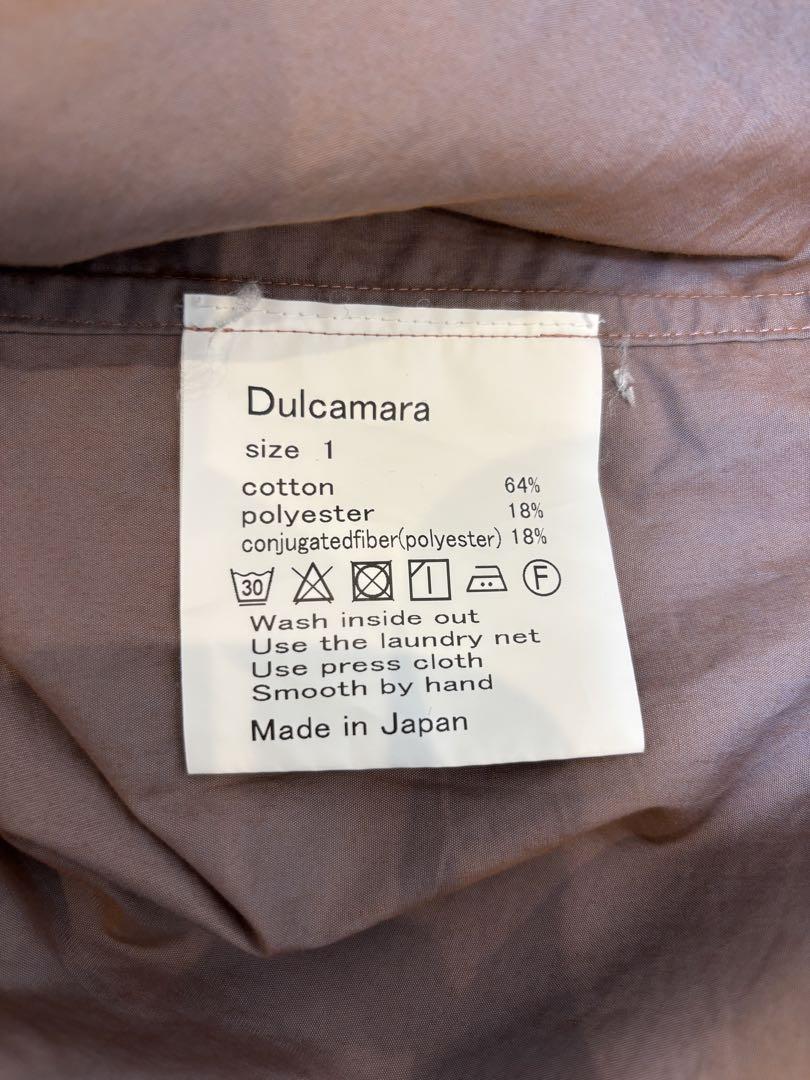 Dulcamara
size 1
cotton 64%
polyester 18%
conjugatedfiber(polyester) 18%
30 F
Wash inside out
Use the laundry net
Use press cloth
Smooth by hand
Made in Japan